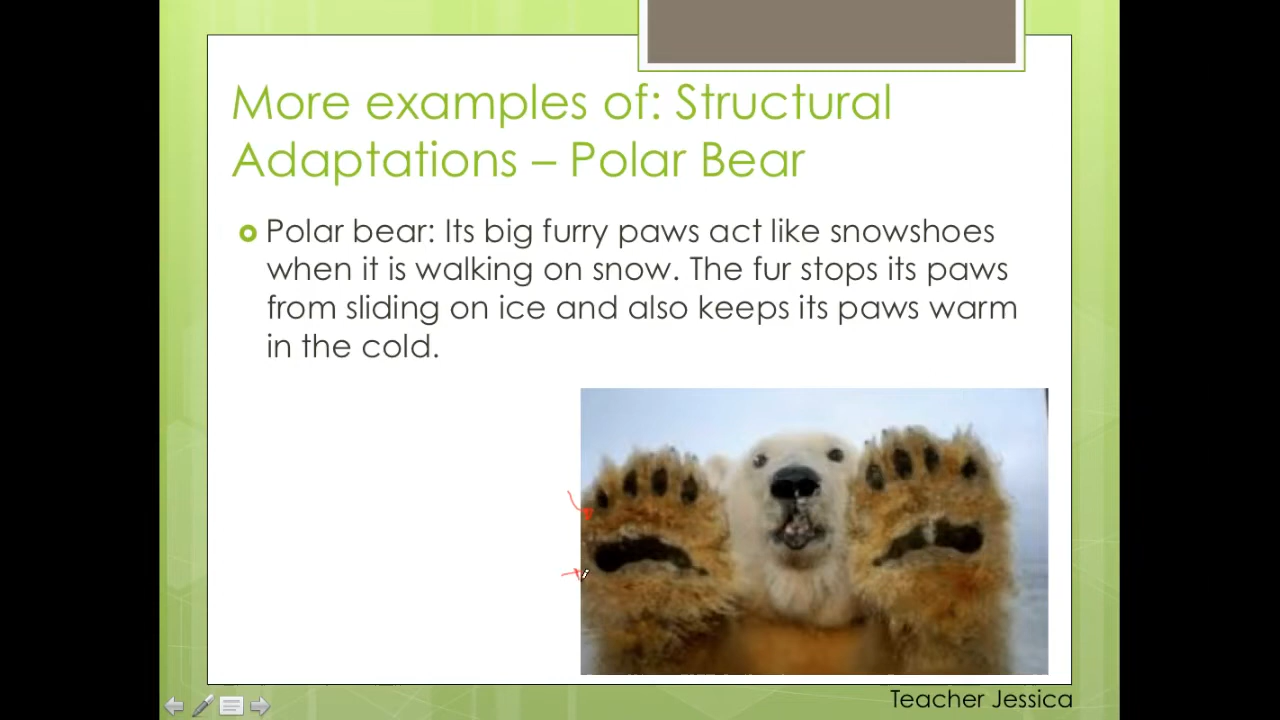 More examples of: Structural
Adaptations – Polar Bear
Polar bear: Its big furry paws act like snowshoes
when it is walking on snow. The fur stops its paws
from sliding on ice and also keeps its paws warm
in the cold.
Teacher Jessica